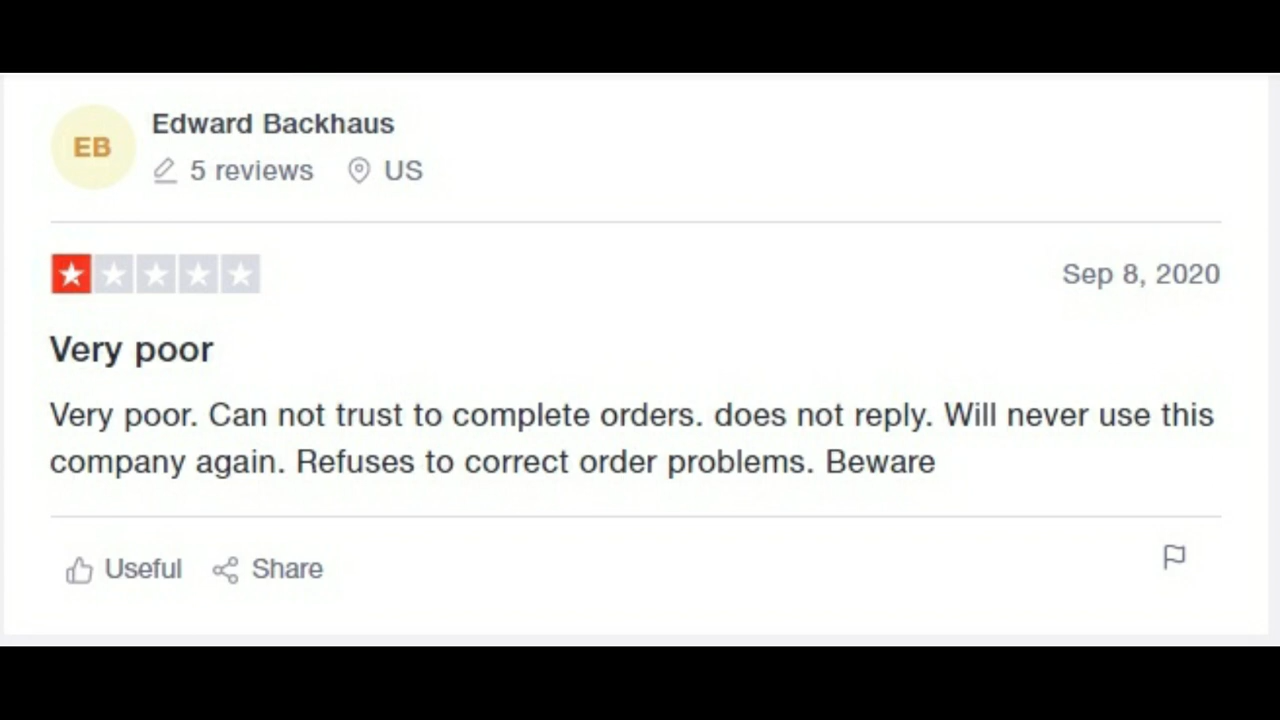 EB
Edward Backhaus
5 reviews US
Sep 8, 2020
Very poor
Very poor. Can not trust to complete orders. does not reply. Will never use this
company again. Refuses to correct order problems. Beware
Useful Share